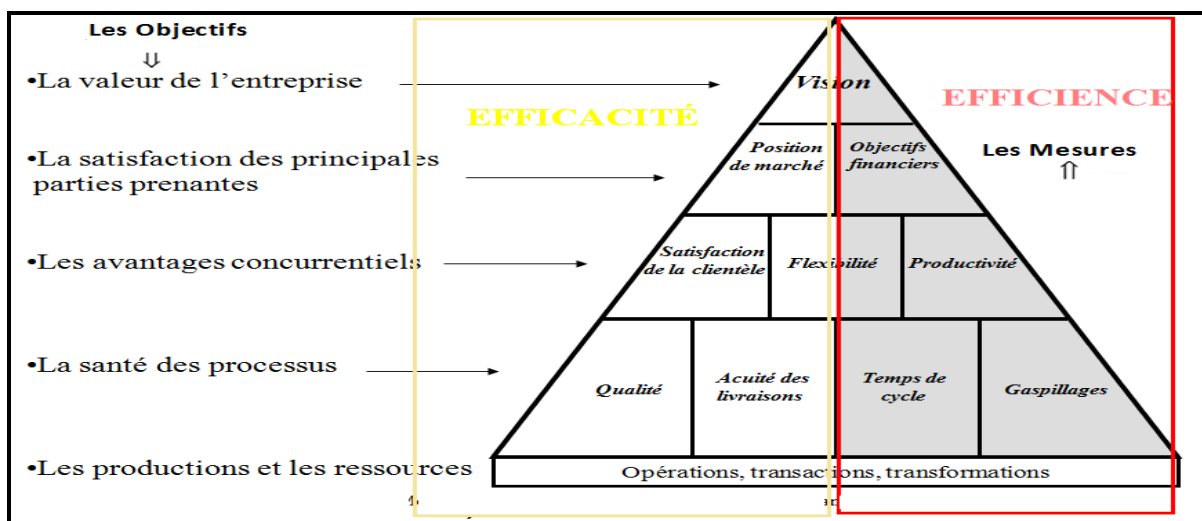 Les Objectifs
⇓
•La valeur de l’entreprise
Vision
EFFICACITÉ
EFFICIENCE
•La satisfaction des principales
parties prenantes
Position
de marché
Objectifs
financiers
Les Mesures
⇑
•Les avantages concurrentiels
Satisfaction
de la clientèle
Flexibilité
Productivité
•La santé des processus
Qualité
Acuité des
livraisons
Temps de
cycle
Gaspillages
•Les productions et les ressources
Opérations, transactions, transformations